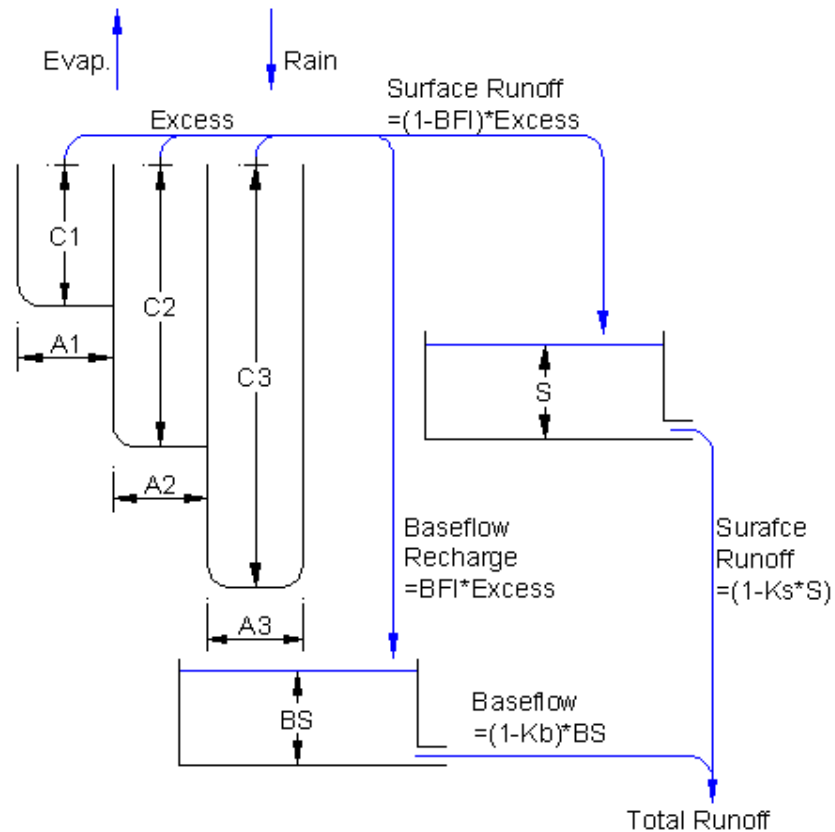 Evap.
Rain
Surface Runoff
=(1-BFI)*Excess
Excess
C1
C2
C3
A1
S
A2
Baseflow
Recharge
=BFI*Excess
Surafce
Runoff
=(1-Ks*S)
A3
BS
Baseflow
=(1-Kb)*BS
Total Runoff